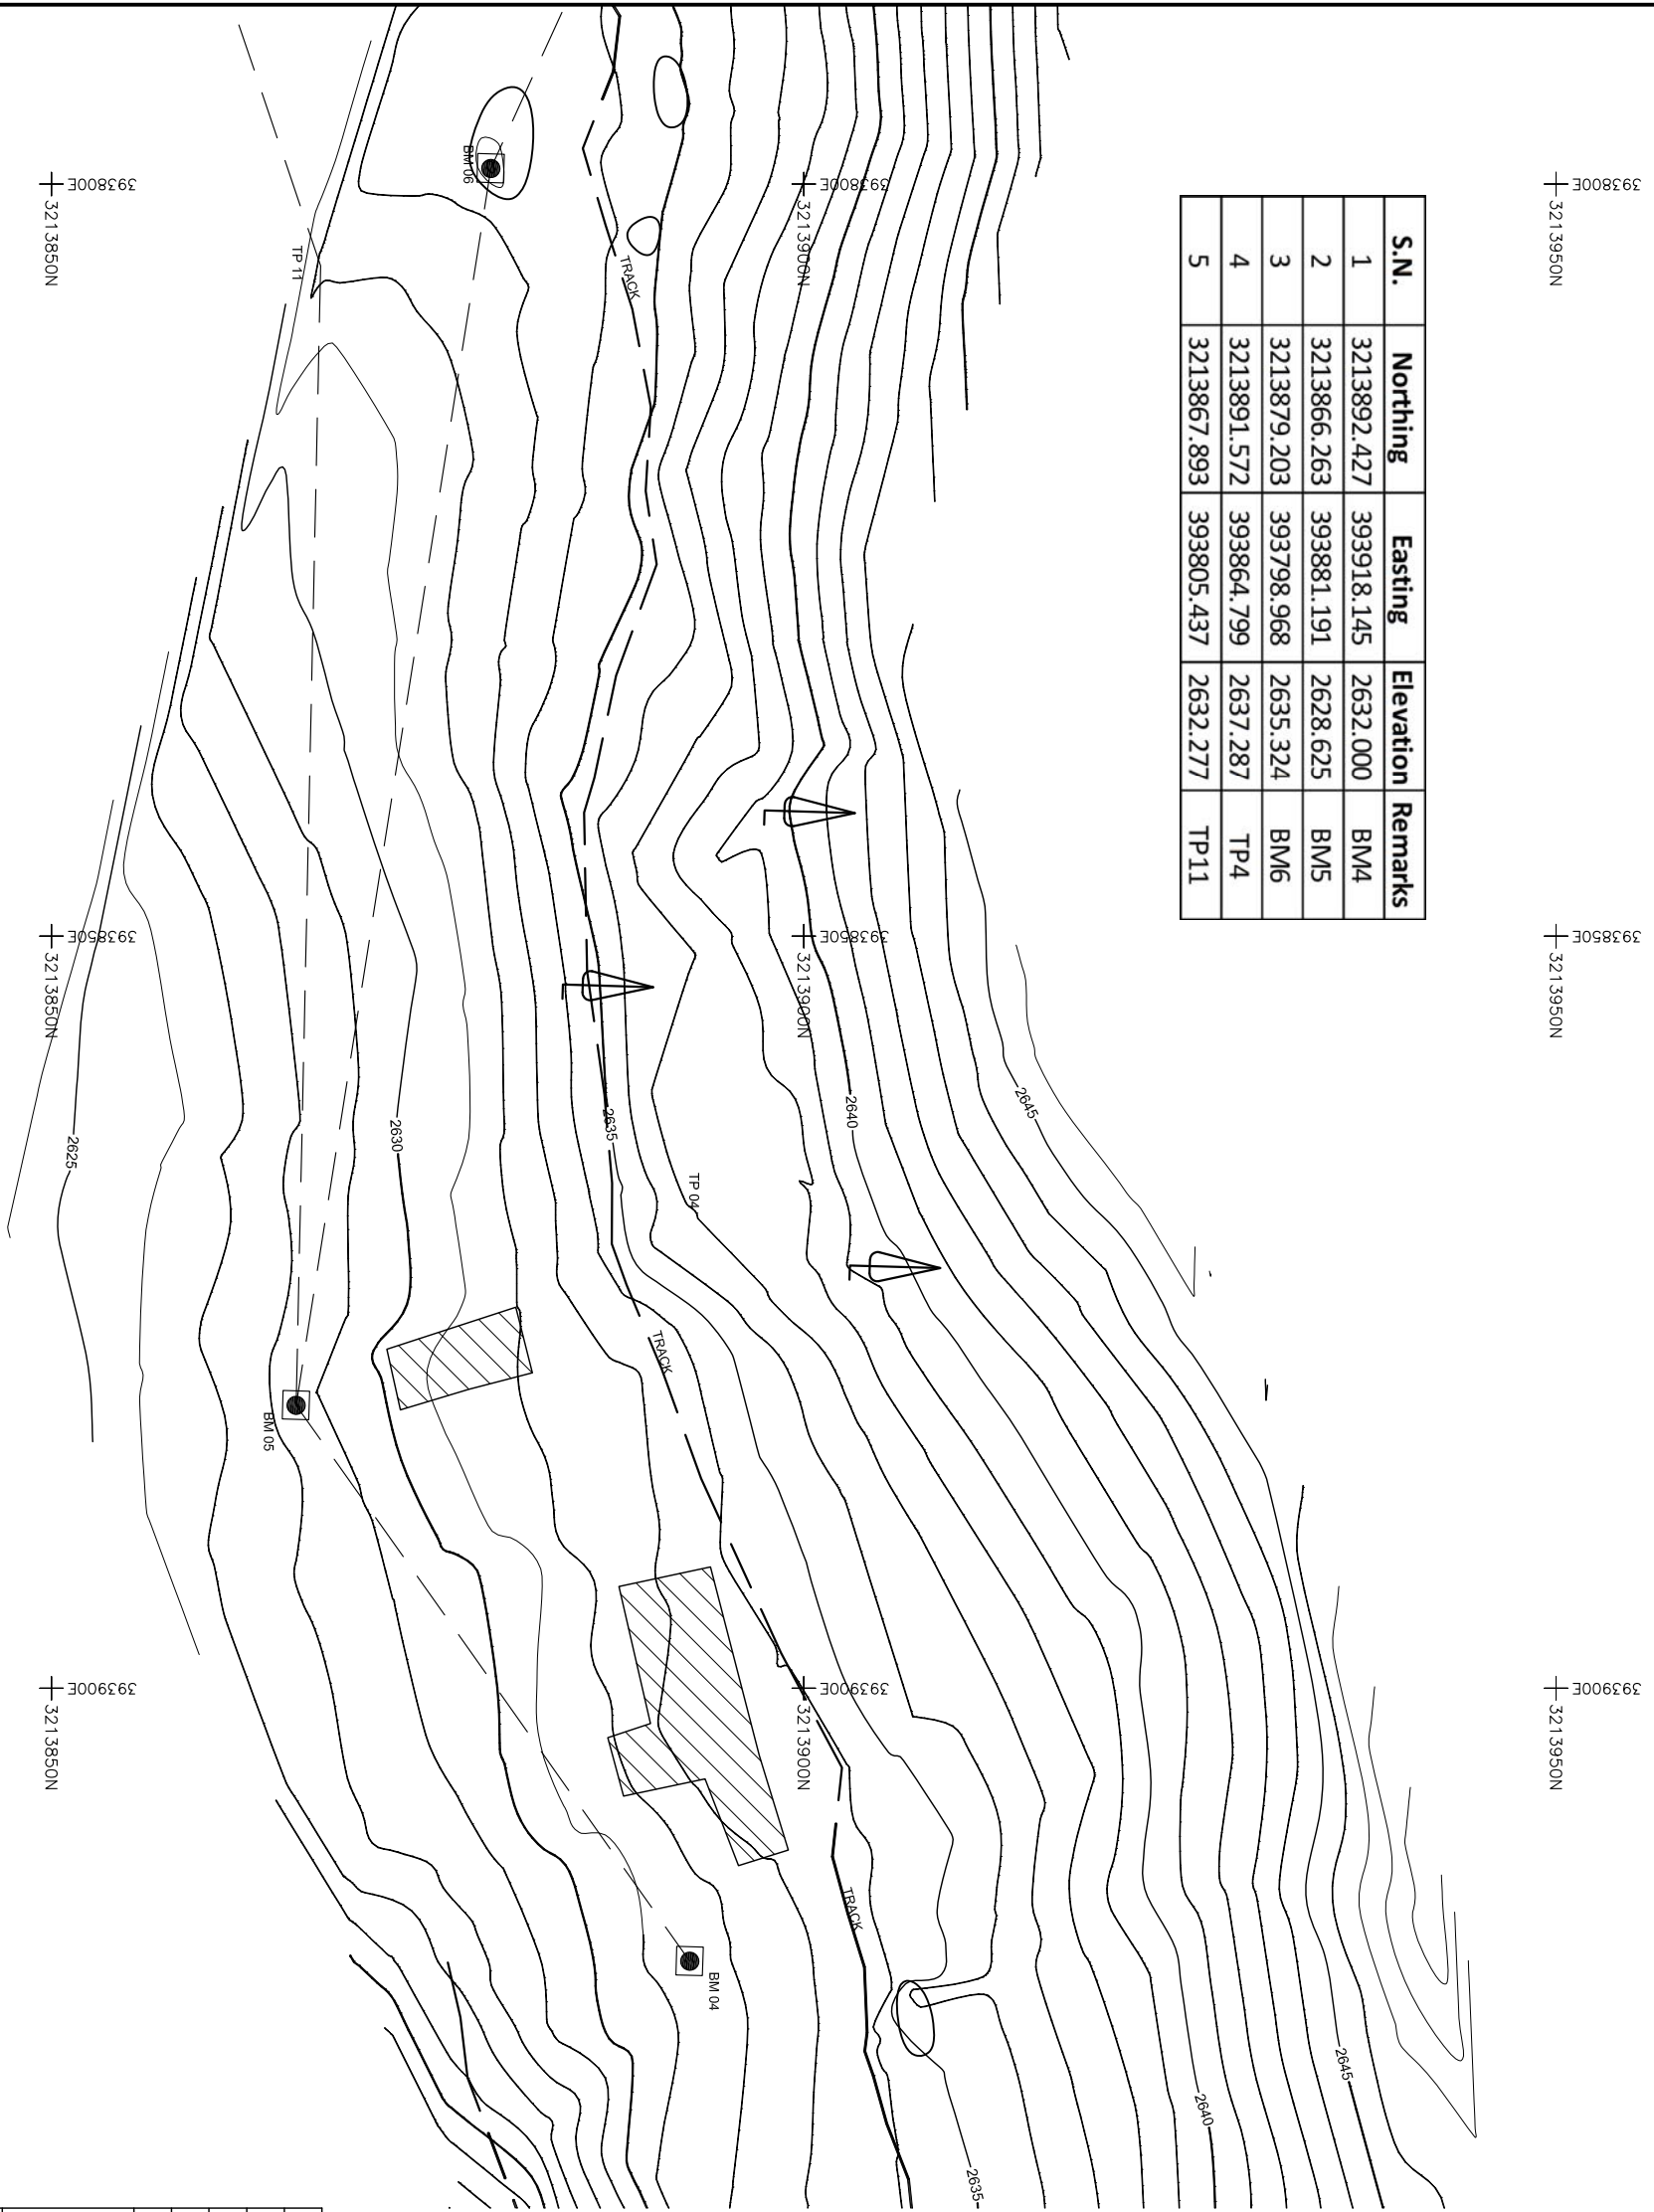 S.N. Northing Easting Elevation Remarks
1 3213892.427 393918.145 2632.000 BM4
2 3213866.263 393881.191 2628.625 BM5
3 3213879.203 393798.968 2635.324 BM6
4 3213891.572 393864.799 2637.287 TP4
5 3213867.893 393805.437 2632.277 TP11
393800E
3213950N
393850E
3213950N
393900E
3213950N
393800E
3213900N
393850E
3213900N
393900E
3213900N
393800E
3213850N
393850E
3213850N
393900E
3213850N
2645
2645
2640
2640
2635
2635
2630
2625
TRACK
TRACK
TRACK
TP 04
TP 11
BM 06
BM 05
BM 04